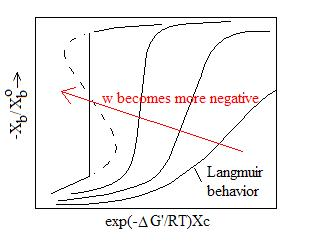 -X_b/X_b^o →
w becomes more negative
Langmuir
behavior
exp(-ΔG'/RT)Xc